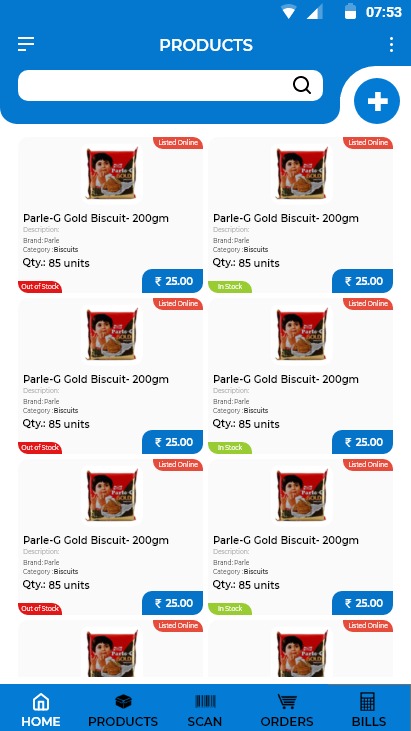 07:53
PRODUCTS
Listed Online
Parle-G Gold Biscuit- 200gm
Description:
Brand: Parle
Category : Biscuits
Qty.: 85 units
Out of Stock
₹ 25.00
Listed Online
Parle-G Gold Biscuit- 200gm
Description:
Brand: Parle
Category : Biscuits
Qty.: 85 units
In Stock
₹ 25.00
Listed Online
Parle-G Gold Biscuit- 200gm
Description:
Brand: Parle
Category : Biscuits
Qty.: 85 units
Out of Stock
₹ 25.00
Listed Online
Parle-G Gold Biscuit- 200gm
Description:
Brand: Parle
Category : Biscuits
Qty.: 85 units
In Stock
₹ 25.00
Listed Online
Parle-G Gold Biscuit- 200gm
Description:
Brand: Parle
Category : Biscuits
Qty.: 85 units
Out of Stock
₹ 25.00
Listed Online
Parle-G Gold Biscuit- 200gm
Description:
Brand: Parle
Category : Biscuits
Qty.: 85 units
In Stock
₹ 25.00
Listed Online
Listed Online
HOME PRODUCTS SCAN ORDERS BILLS